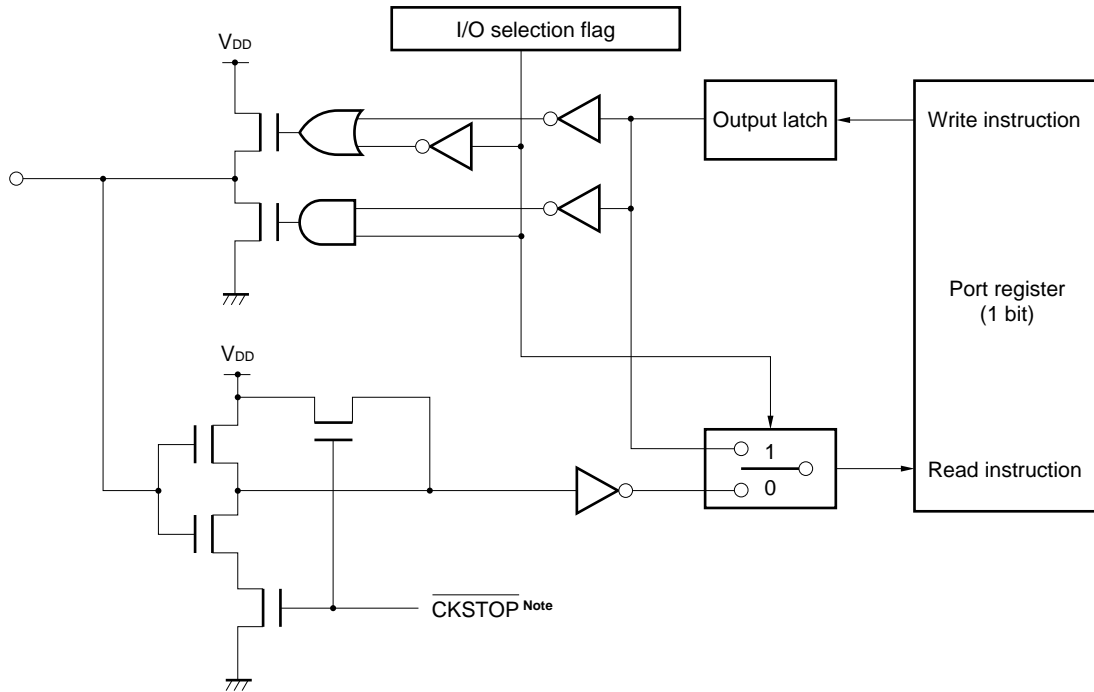 I/O selection flag
VDD
Output latch
Write instruction
Port register
(1 bit)
VDD
1
0
Read instruction
CKSTOP Note